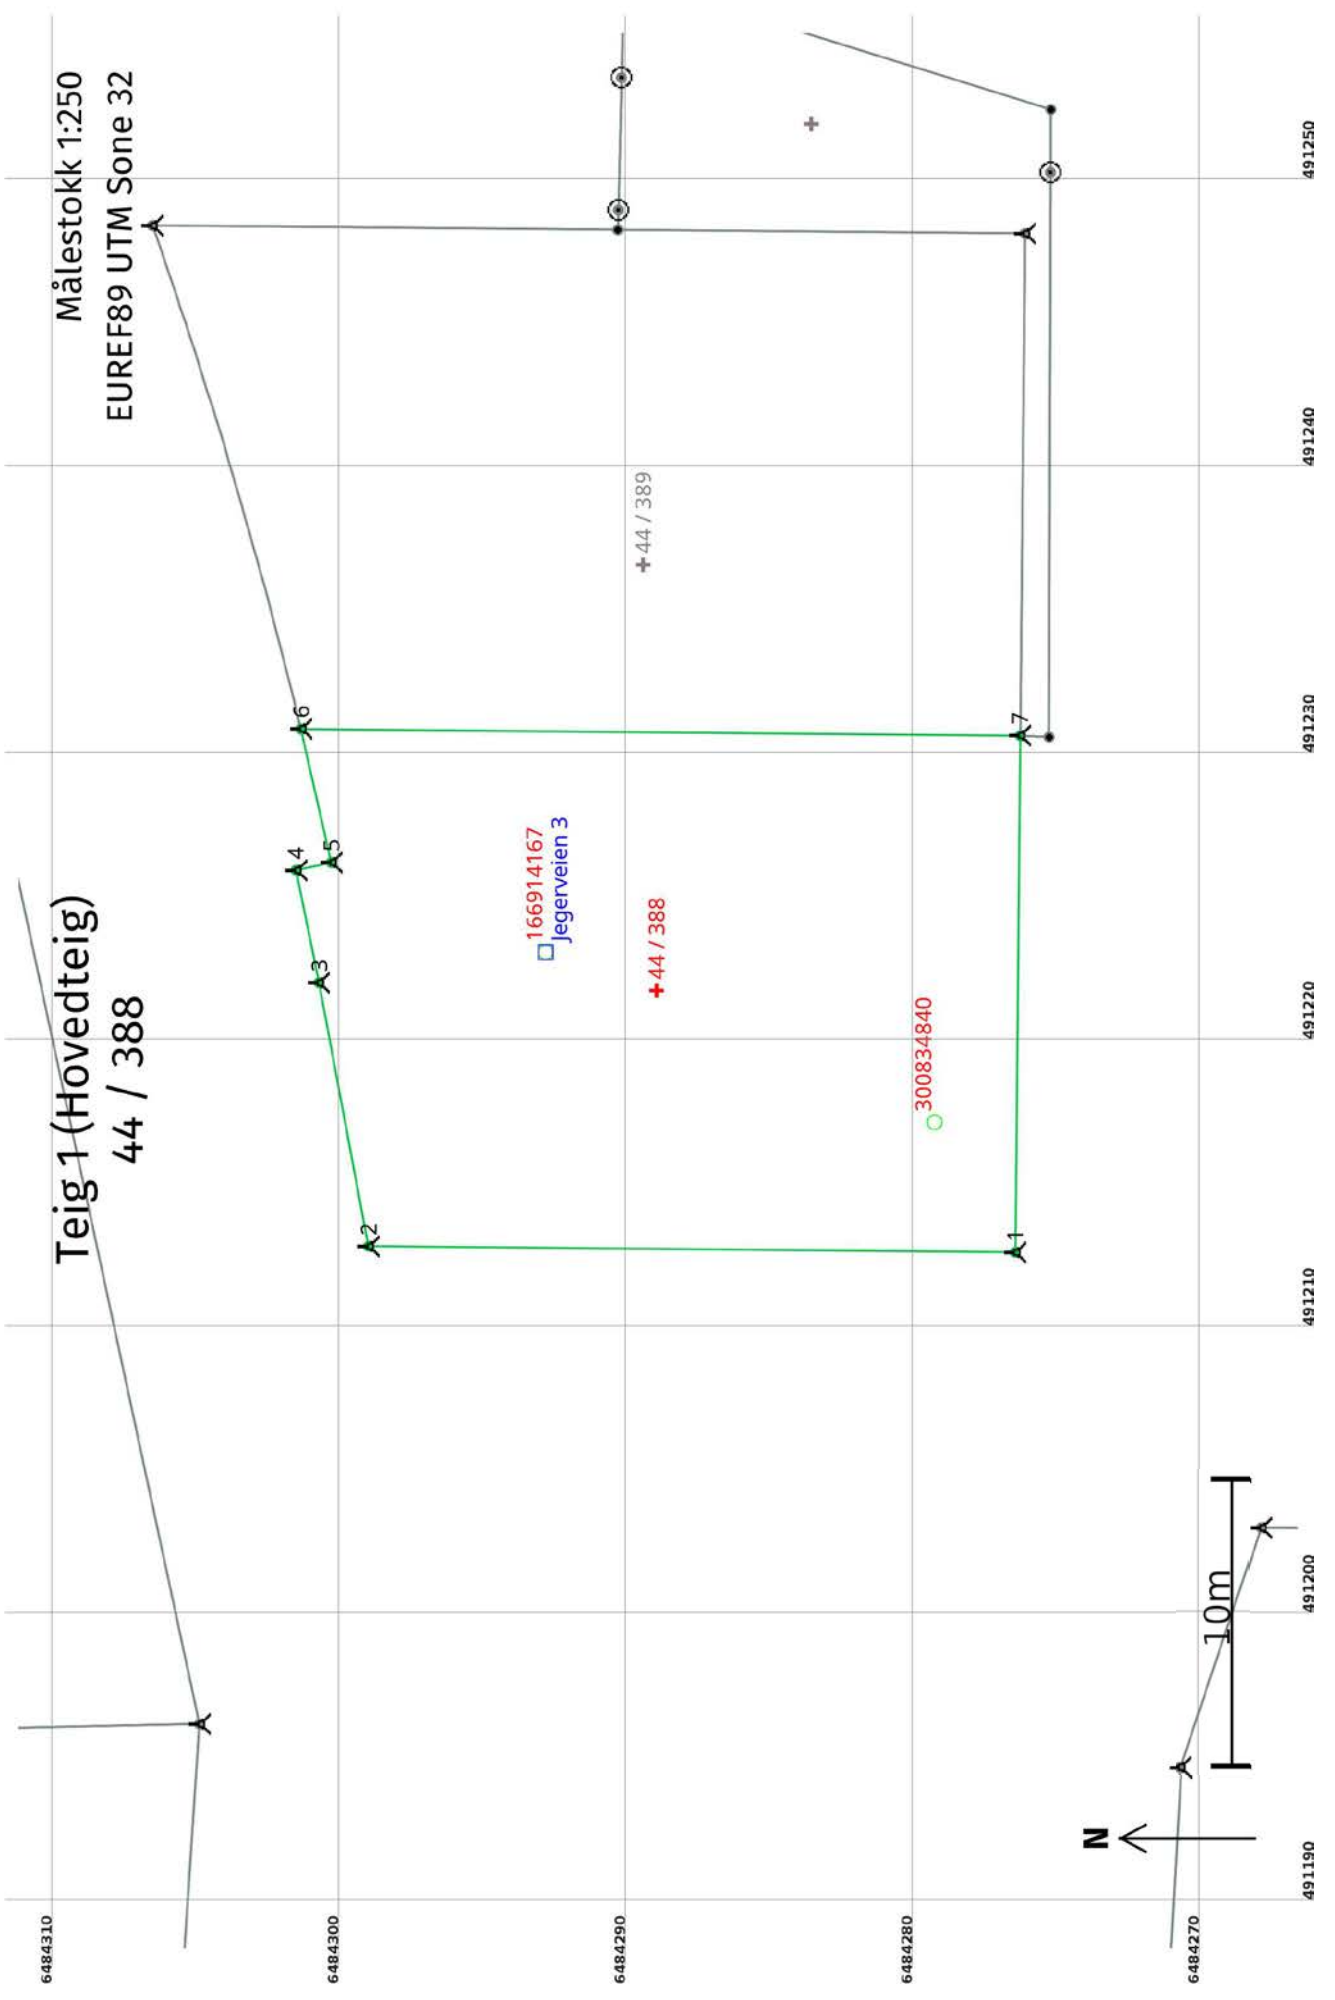 Teig 1 (Hovedteig)
44 / 388
Målestokk 1:250
EUREF89 UTM Sone 32
6484310
6484300
6484290
6484280
6484270
4
3
5
6
2
166914167
Jegerveien 3
44 / 388
44 / 389
300834840
1
7
N
10m
491190
491200
491210
491220
491230
491240
491250